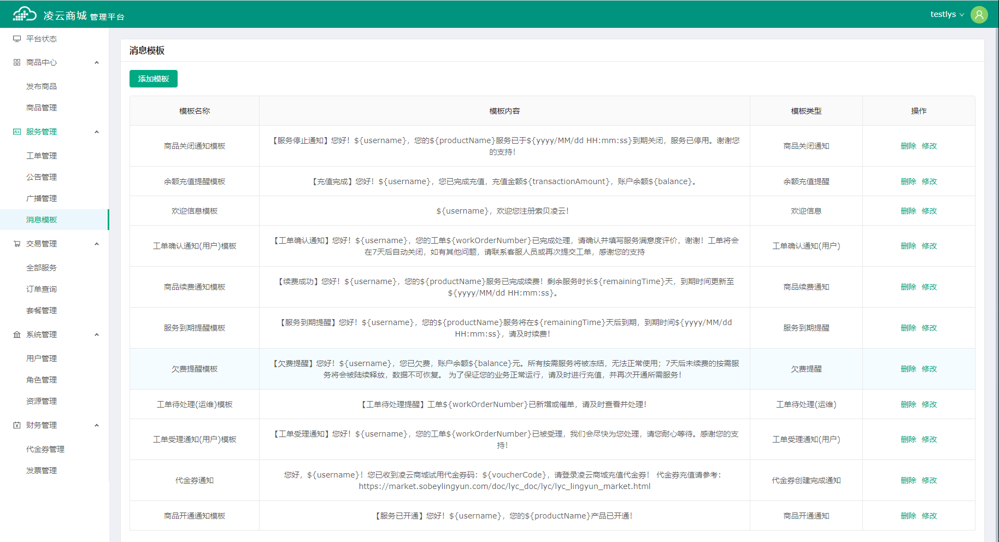 凌云商城 管理平台
testlys
平台状态
商品中心
发布商品
商品管理
服务管理
工单管理
公告管理
广播管理
消息模板
交易管理
全部服务
订单查询
套餐管理
系统管理
用户管理
角色管理
资源管理
财务管理
代金券管理
发票管理
消息模板
添加模板
模板名称 模板内容 模板类型 操作
商品关闭通知模板 【服务停止通知】您好！${username}，您的${productName}服务已于${yyyy/MM/dd HH:mm:ss}到期关闭，服务已停用。谢谢您
的支持！ 商品关闭通知 删除 修改
余额充值提醒模板 【充值完成】您好！${username}，您已完成充值，充值金额${transactionAmount}，账户余额${balance}。 余额充值提醒 删除 修改
欢迎信息模板 ${username}，欢迎您注册索贝凌云！ 欢迎信息 删除 修改
工单确认通知(用户)模板 【工单确认通知】您好！${username}，您的工单${workOrderNumber}已完成处理，请确认并填写服务满意度评价，谢谢！工单将会
在7天后自动关闭，如有其他问题，请联系客服人员或再次提交工单，感谢您的支持 工单确认通知(用户) 删除 修改
商品续费通知模板 【续费成功】您好！${username}，您的${productName}服务已完成续费！剩余服务时长${remainingTime}天，到期时间更新至
${yyyy/MM/dd HH:mm:ss}。 商品续费通知 删除 修改
服务到期提醒模板 【服务到期提醒】您好！${username}，您的${productName}服务将在${remainingTime}天后到期，到期时间${yyyy/MM/dd
HH:mm:ss}，请及时续费！ 服务到期提醒 删除 修改
欠费提醒模板 【欠费提醒】您好！${username}，您已欠费，账户余额${balance}元。所有按需服务将被冻结，无法正常使用；7天后未续费的按需服
务将会被陆续释放，数据不可恢复。 为了保证您的业务正常运行，请及时进行充值，并再次开通所需服务！ 欠费提醒 删除 修改
工单待处理(运维)模板 【工单待处理提醒】工单${workOrderNumber}已新增或催单，请及时查看并处理！ 工单待处理(运维) 删除 修改
工单受理通知(用户)模板 【工单受理通知】您好！${username}，您的工单${workOrderNumber}已被受理，我们会尽快为您处理，请您耐心等待。感谢您的支
持！ 工单受理通知(用户) 删除 修改
代金券通知 您好，${username}！您已收到凌云商城试用代金券码：${voucherCode}，请登录凌云商城充值代金券！ 代金券充值请参考：
https://market.sobeylingyun.com/doc/lyc_doc/lyc/lyc_lingyun_market.html 代金券创建完成通知 删除 修改
商品开通通知模板 【服务已开通】您好！${username}，您的${productName}产品已开通！ 商品开通通知 删除 修改